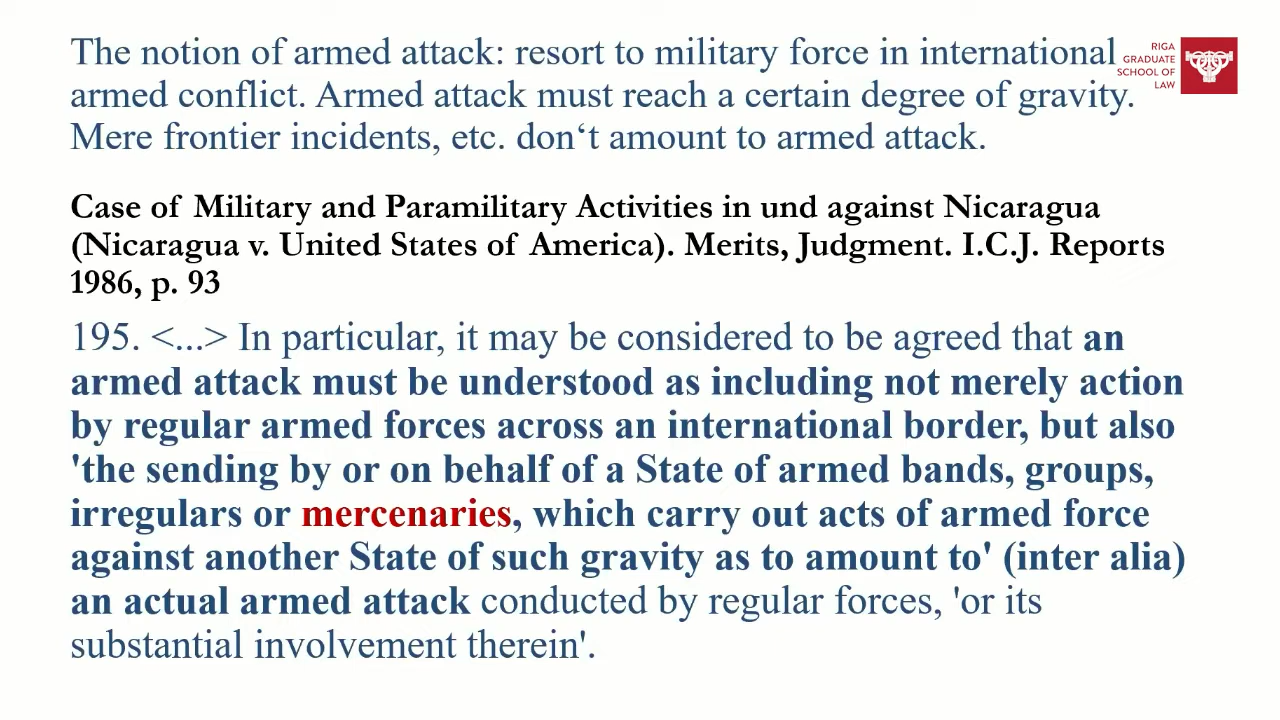 The notion of armed attack: resort to military force in international
armed conflict. Armed attack must reach a certain degree of gravity.
Mere frontier incidents, etc. don‘t amount to armed attack.
RIGA
GRADUATE
SCHOOL OF
LAW
Case of Military and Paramilitary Activities in und against Nicaragua
(Nicaragua v. United States of America). Merits, Judgment. I.C.J. Reports
1986, p. 93
195. <...> In particular, it may be considered to be agreed that an
armed attack must be understood as including not merely action
by regular armed forces across an international border, but also
'the sending by or on behalf of a State of armed bands, groups,
irregulars or mercenaries, which carry out acts of armed force
against another State of such gravity as to amount to' (inter alia)
an actual armed attack conducted by regular forces, 'or its
substantial involvement therein'.